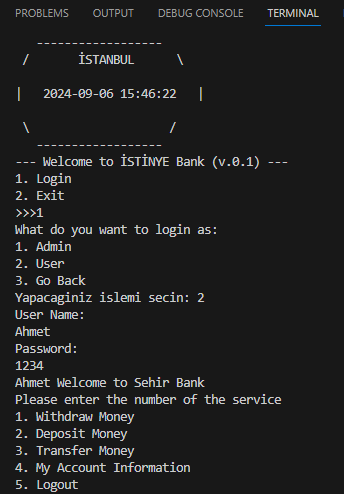 PROBLEMS OUTPUT DEBUG CONSOLE TERMINAL
------------------
/ İSTANBUL \
| 2024-09-06 15:46:22 |
\ /
------------------
--- Welcome to İSTİNYE Bank (v.0.1) ---
1. Login
2. Exit
>>>1
What do you want to login as:
1. Admin
2. User
3. Go Back
Yapacaginiz islemi secin: 2
User Name:
Ahmet
Password:
1234
Ahmet Welcome to Sehir Bank
Please enter the number of the service
1. Withdraw Money
2. Deposit Money
3. Transfer Money
4. My Account Information
5. Logout